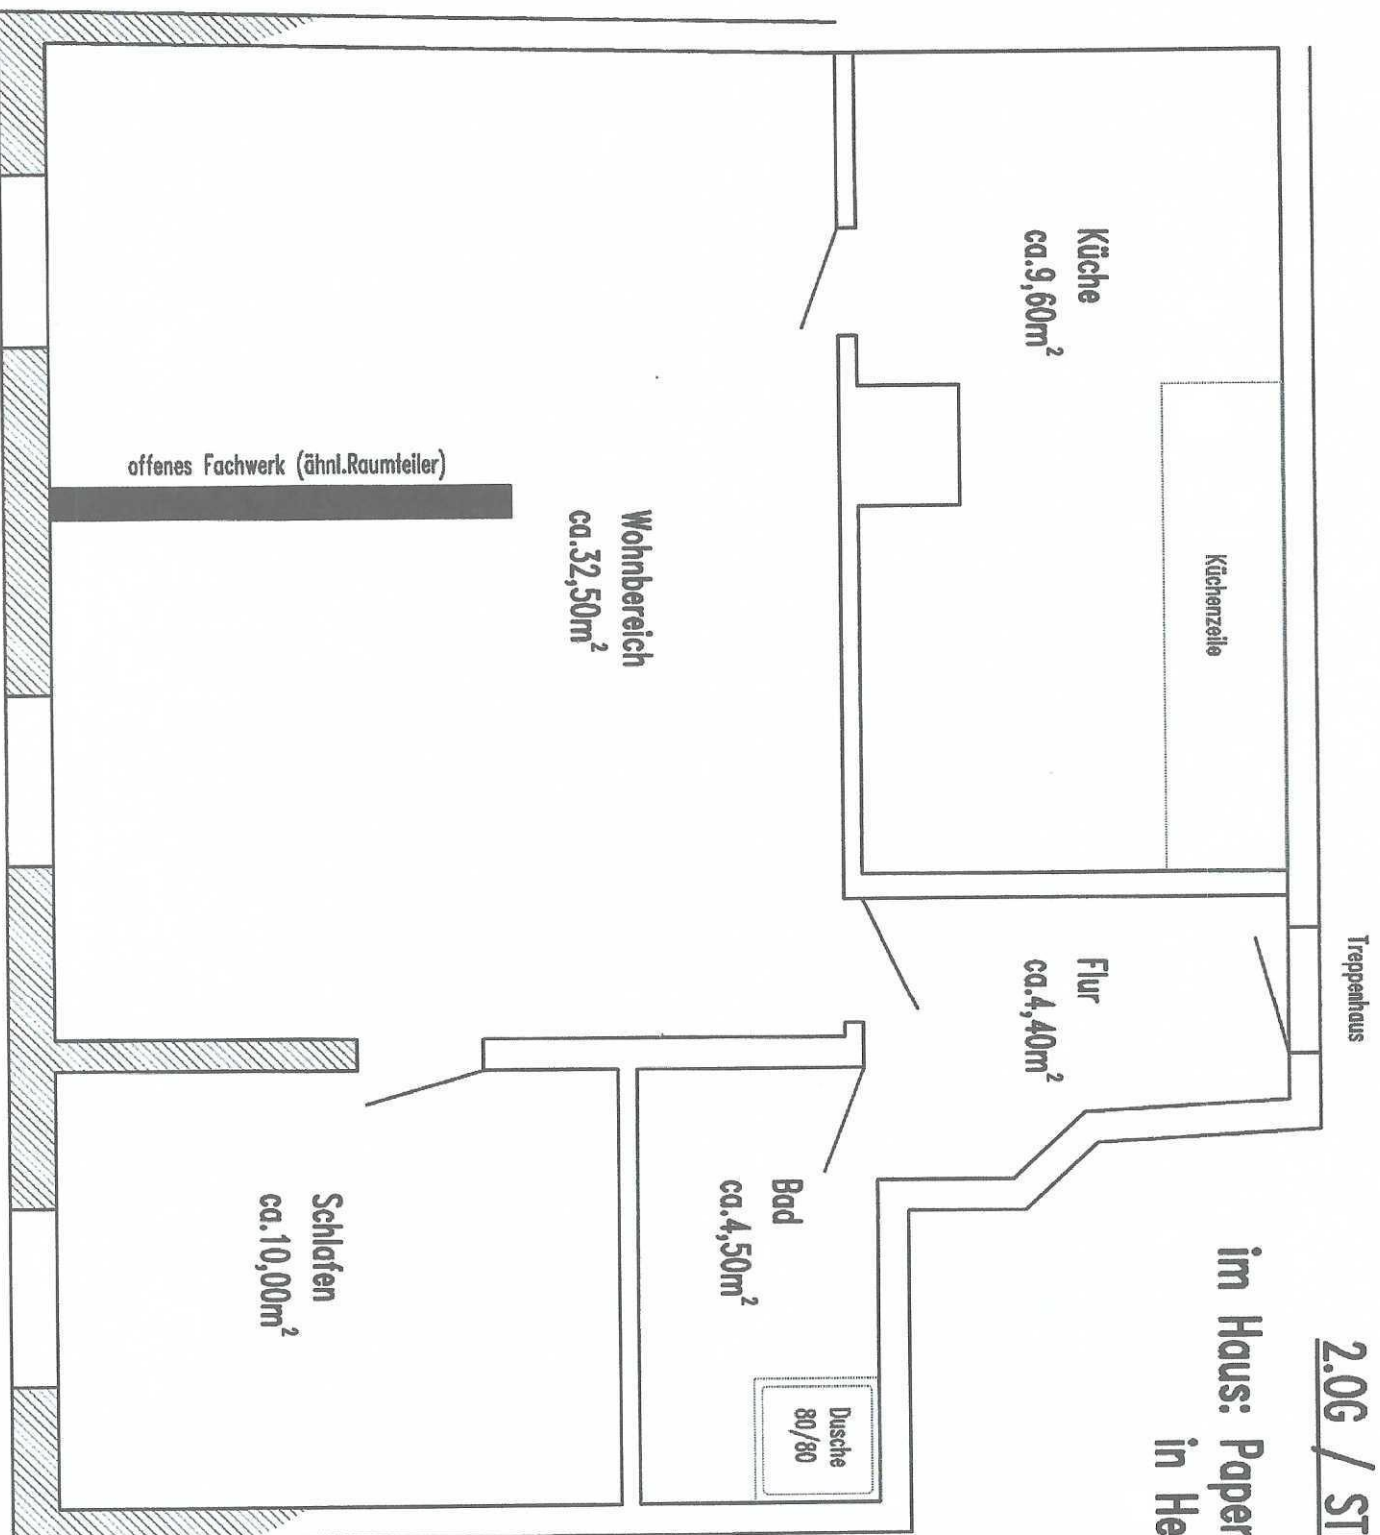 2.OG / ST
im Haus: Paper
in He
Treppenhaus
Küche
ca.9,60m²
Küchenzeile
Flur
ca.4,40m²
Wohnbereich
ca.32,50m²
offenes Fachwerk (ähnl.Raumteiler)
Bad
ca.4,50m²
Dusche
80/80
Schlafen
ca.10,00m²